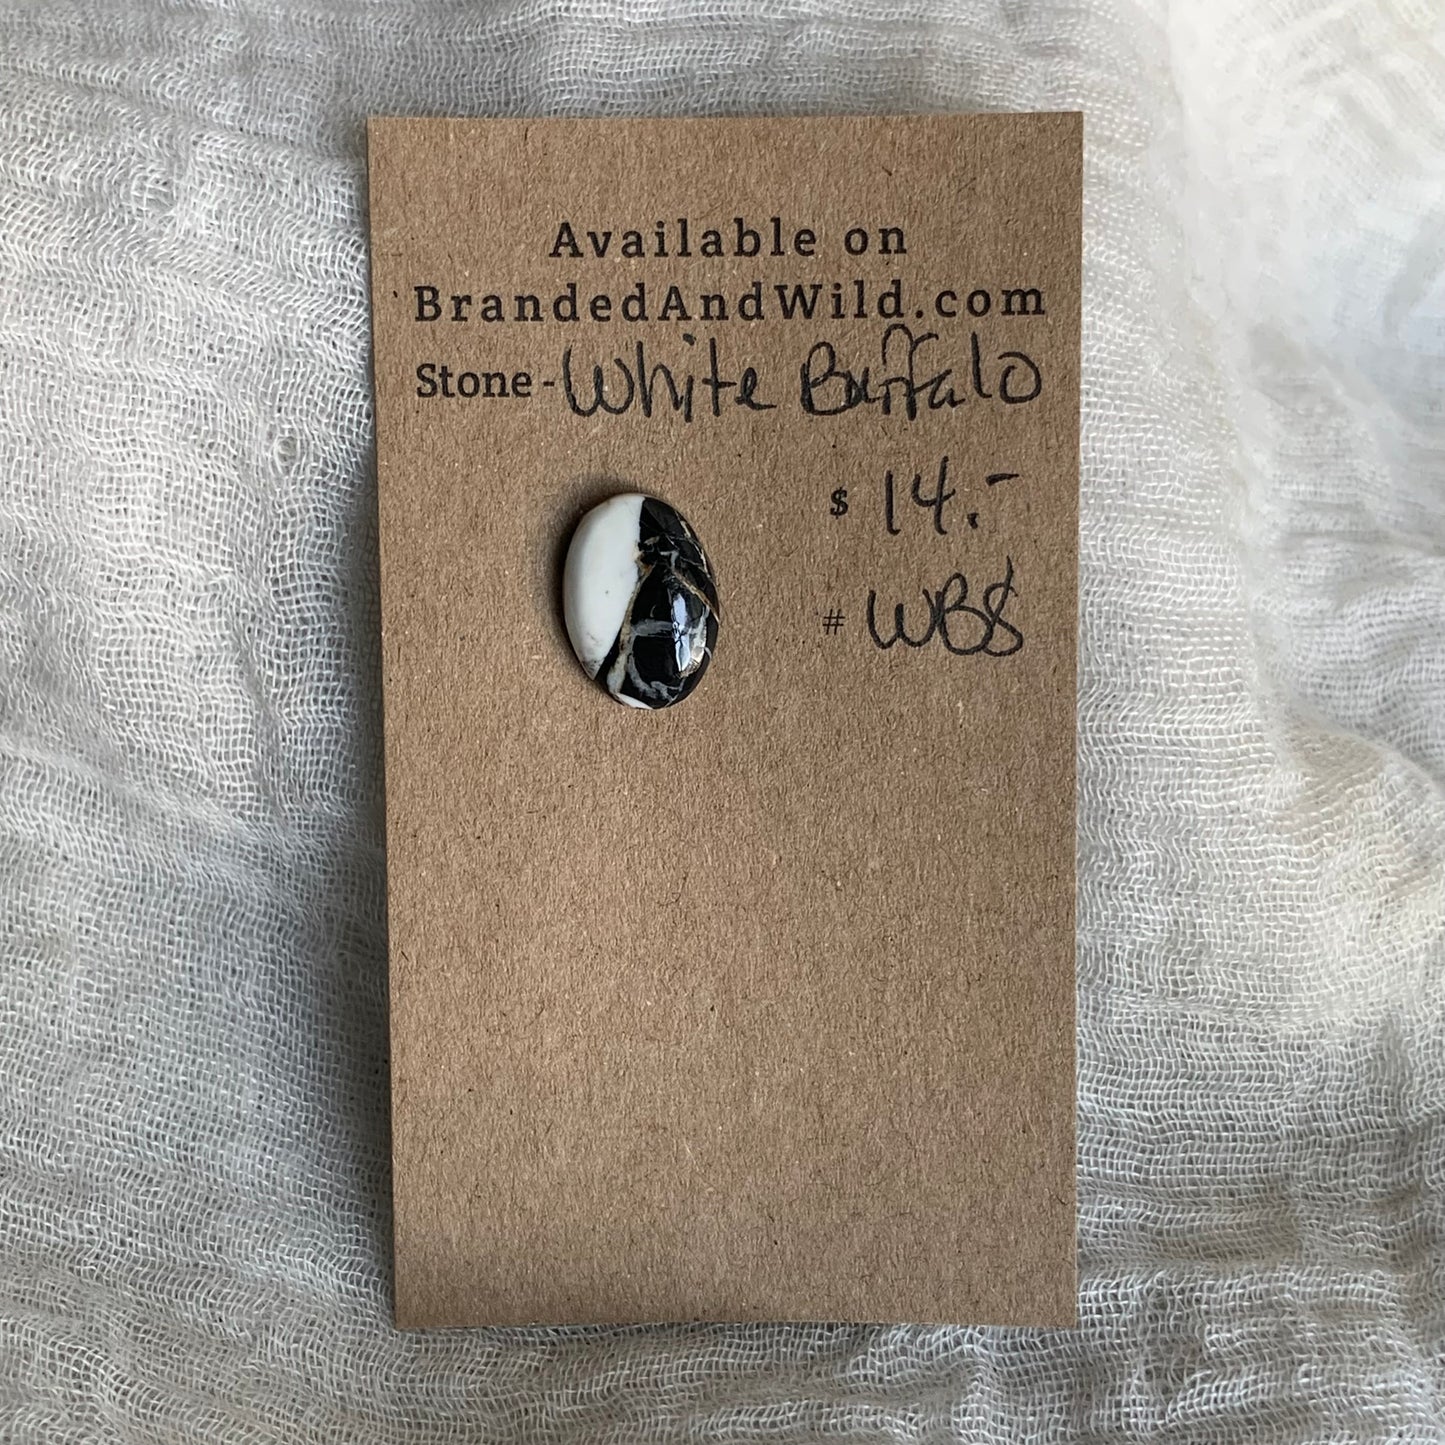 Available on
BrandedAndWild.com
Stone - White Buffalo
$ 14.-
# WB8